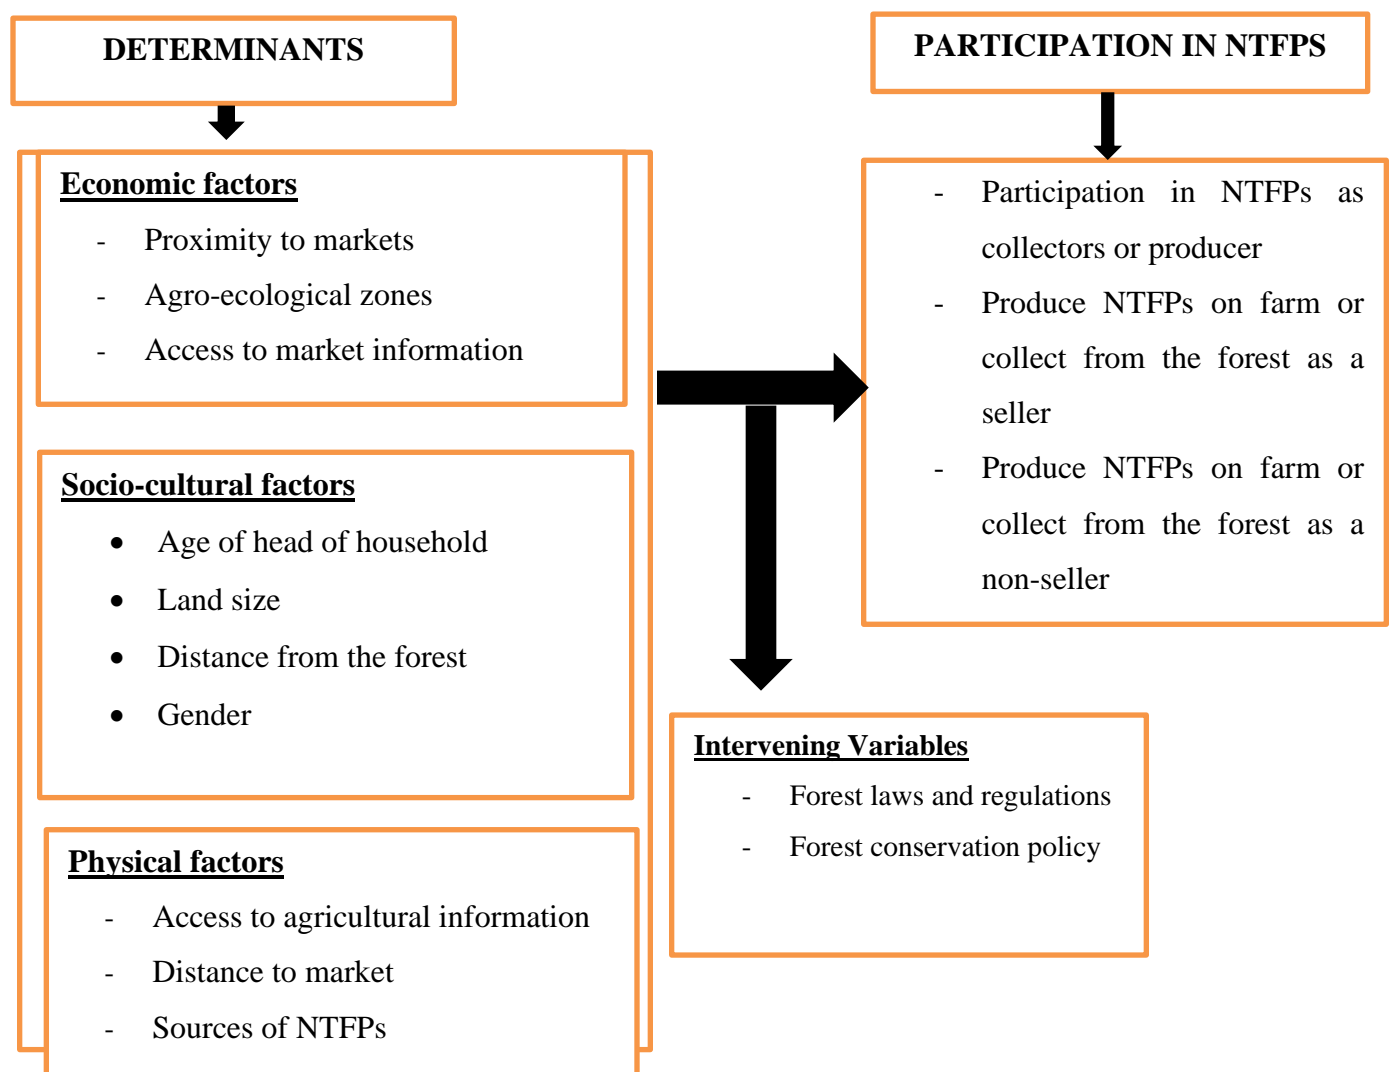 DETERMINANTS
Economic factors
- Proximity to markets
- Agro-ecological zones
- Access to market information
Socio-cultural factors
• Age of head of household
• Land size
• Distance from the forest
• Gender
Physical factors
- Access to agricultural information
- Distance to market
- Sources of NTFPs
PARTICIPATION IN NTFPS
- Participation in NTFPs as
collectors or producer
- Produce NTFPs on farm or
collect from the forest as a
seller
- Produce NTFPs on farm or
collect from the forest as a
non-seller
Intervening Variables
- Forest laws and regulations
- Forest conservation policy